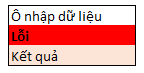 Ô nhập dữ liệu
Lỗi
Kết quả